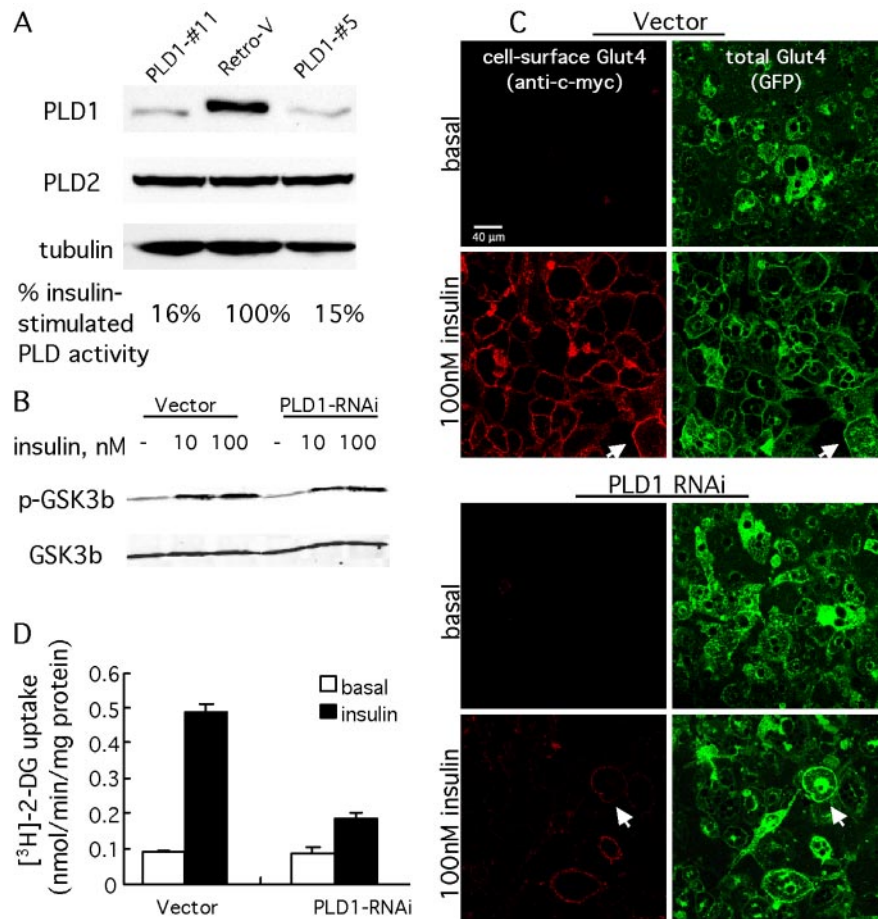 A
PLD1-#11
Retro-V
PLD1-#5
PLD1
PLD2
tubulin
% insulin-
stimulated
PLD activity
16% 100% 15%
B
Vector PLD1-RNAi
insulin, nM - 10 100 - 10 100
p-GSK3b
GSK3b
C
Vector
cell-surface Glut4
(anti-c-myc)
total Glut4
(GFP)
basal
40 µm
100nM insulin
PLD1 RNAi
basal
100nM insulin
D
[³H]-2-DG uptake
(nmol/min/mg protein)
0.6
0.5
0.4
0.3
0.2
0.1
0
basal
insulin
Vector PLD1-RNAi